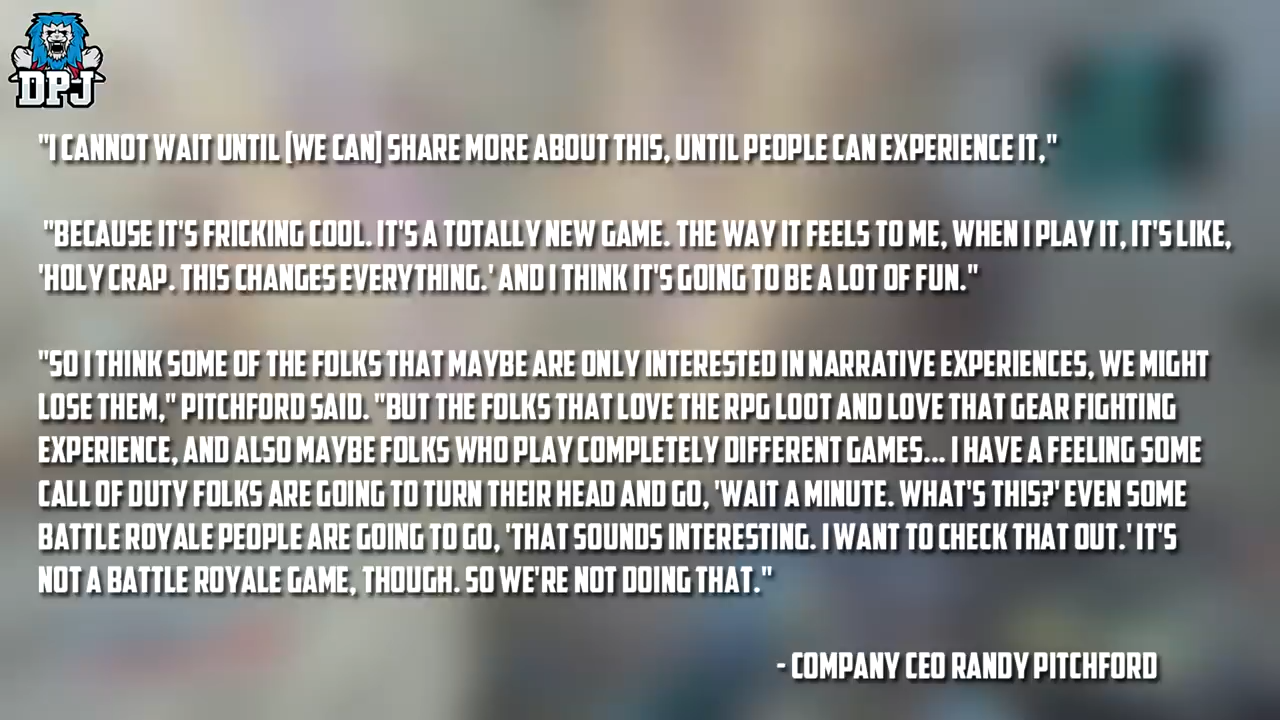 DPJ
"I CANNOT WAIT UNTIL [WE CAN] SHARE MORE ABOUT THIS, UNTIL PEOPLE CAN EXPERIENCE IT,"
"BECAUSE IT'S FRICKING COOL. IT'S A TOTALLY NEW GAME. THE WAY IT FEELS TO ME, WHEN I PLAY IT, IT'S LIKE,
'HOLY CRAP. THIS CHANGES EVERYTHING.' AND I THINK IT'S GOING TO BE A LOT OF FUN."
"SO I THINK SOME OF THE FOLKS THAT MAYBE ARE ONLY INTERESTED IN NARRATIVE EXPERIENCES, WE MIGHT
LOSE THEM," PITCHFORD SAID. "BUT THE FOLKS THAT LOVE THE RPG LOOT AND LOVE THAT GEAR FIGHTING
EXPERIENCE, AND ALSO MAYBE FOLKS WHO PLAY COMPLETELY DIFFERENT GAMES... I HAVE A FEELING SOME
CALL OF DUTY FOLKS ARE GOING TO TURN THEIR HEAD AND GO, 'WAIT A MINUTE. WHAT'S THIS?' EVEN SOME
BATTLE ROYALE PEOPLE ARE GOING TO GO, 'THAT SOUNDS INTERESTING. I WANT TO CHECK THAT OUT.' IT'S
NOT A BATTLE ROYALE GAME, THOUGH. SO WE'RE NOT DOING THAT."
- COMPANY CEO RANDY PITCHFORD